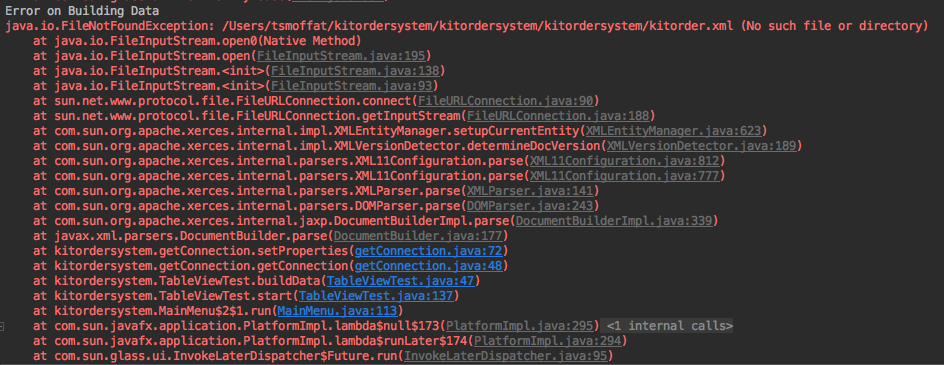 Error on Building Data
java.io.FileNotFoundException: /Users/tsmoffat/kitordersystem/kitordersystem/kitordersystem/kitorder.xml (No such file or directory)
at java.io.FileInputStream.open0(Native Method)
at java.io.FileInputStream.open(FileInputStream.java:195)
at java.io.FileInputStream.<init>(FileInputStream.java:138)
at java.io.FileInputStream.<init>(FileInputStream.java:93)
at sun.net.www.protocol.file.FileURLConnection.connect(FileURLConnection.java:90)
at sun.net.www.protocol.file.FileURLConnection.getInputStream(FileURLConnection.java:188)
at com.sun.org.apache.xerces.internal.impl.XMLEntityManager.setupCurrentEntity(XMLEntityManager.java:623)
at com.sun.org.apache.xerces.internal.impl.XMLVersionDetector.determineDocVersion(XMLVersionDetector.java:189)
at com.sun.org.apache.xerces.internal.parsers.XML11Configuration.parse(XML11Configuration.java:812)
at com.sun.org.apache.xerces.internal.parsers.XML11Configuration.parse(XML11Configuration.java:777)
at com.sun.org.apache.xerces.internal.parsers.XMLParser.parse(XMLParser.java:141)
at com.sun.org.apache.xerces.internal.parsers.DOMParser.parse(DOMParser.java:243)
at com.sun.org.apache.xerces.internal.jaxp.DocumentBuilderImpl.parse(DocumentBuilderImpl.java:339)
at javax.xml.parsers.DocumentBuilder.parse(DocumentBuilder.java:177)
at kitordersystem.getConnection.setProperties(getConnection.java:72)
at kitordersystem.getConnection.getConnection(getConnection.java:48)
at kitordersystem.TableViewTest.buildData(TableViewTest.java:47)
at kitordersystem.TableViewTest.start(TableViewTest.java:137)
at kitordersystem.MainMenu$2$1.run(MainMenu.java:113)
at com.sun.javafx.application.PlatformImpl.lambda$null$173(PlatformImpl.java:295) <1 internal calls>
at com.sun.javafx.application.PlatformImpl.lambda$runLater$174(PlatformImpl.java:294)
at com.sun.glass.ui.InvokeLaterDispatcher$Future.run(InvokeLaterDispatcher.java:95)